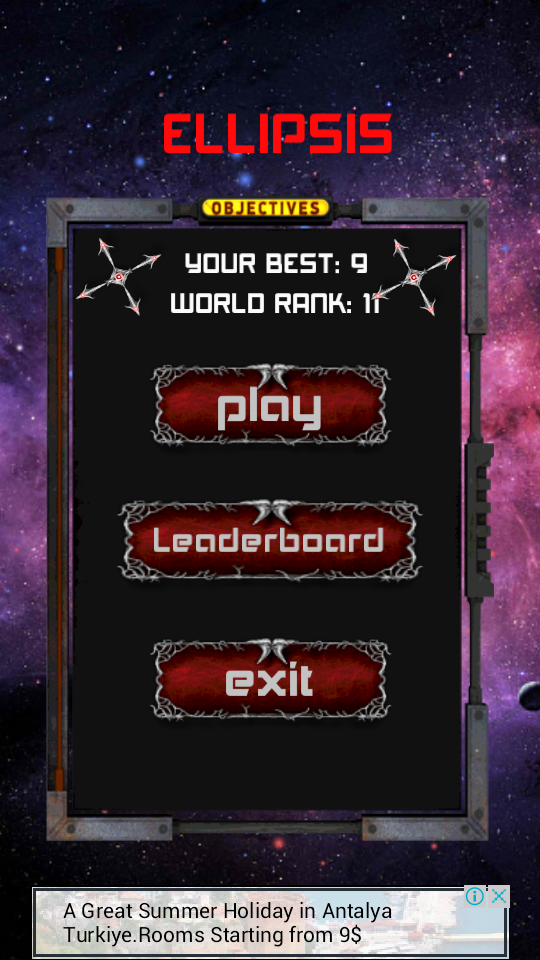 ELLIPSIS
OBJECTIVES
YOUR BEST: 9
WORLD RANK: 11
play
Leaderboard
exit
A Great Summer Holiday in Antalya
Turkiye.Rooms Starting from 9$